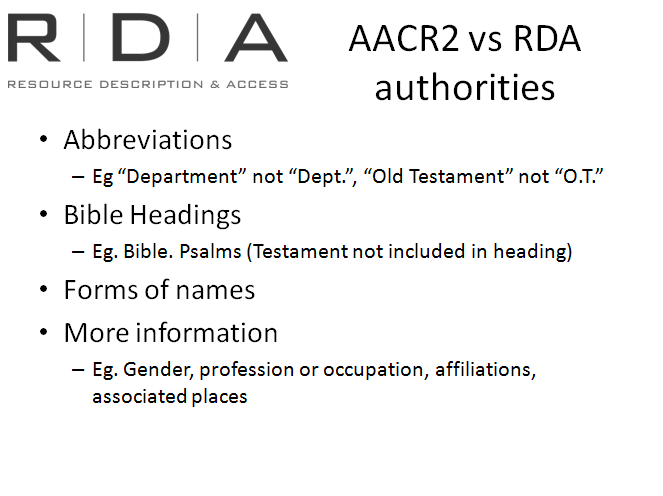 R | D | A
RESOURCE DESCRIPTION & ACCESS
AACR2 vs RDA
authorities
• Abbreviations
– Eg “Department” not “Dept.”, “Old Testament” not “O.T.”
• Bible Headings
– Eg. Bible. Psalms (Testament not included in heading)
• Forms of names
• More information
– Eg. Gender, profession or occupation, affiliations,
associated places